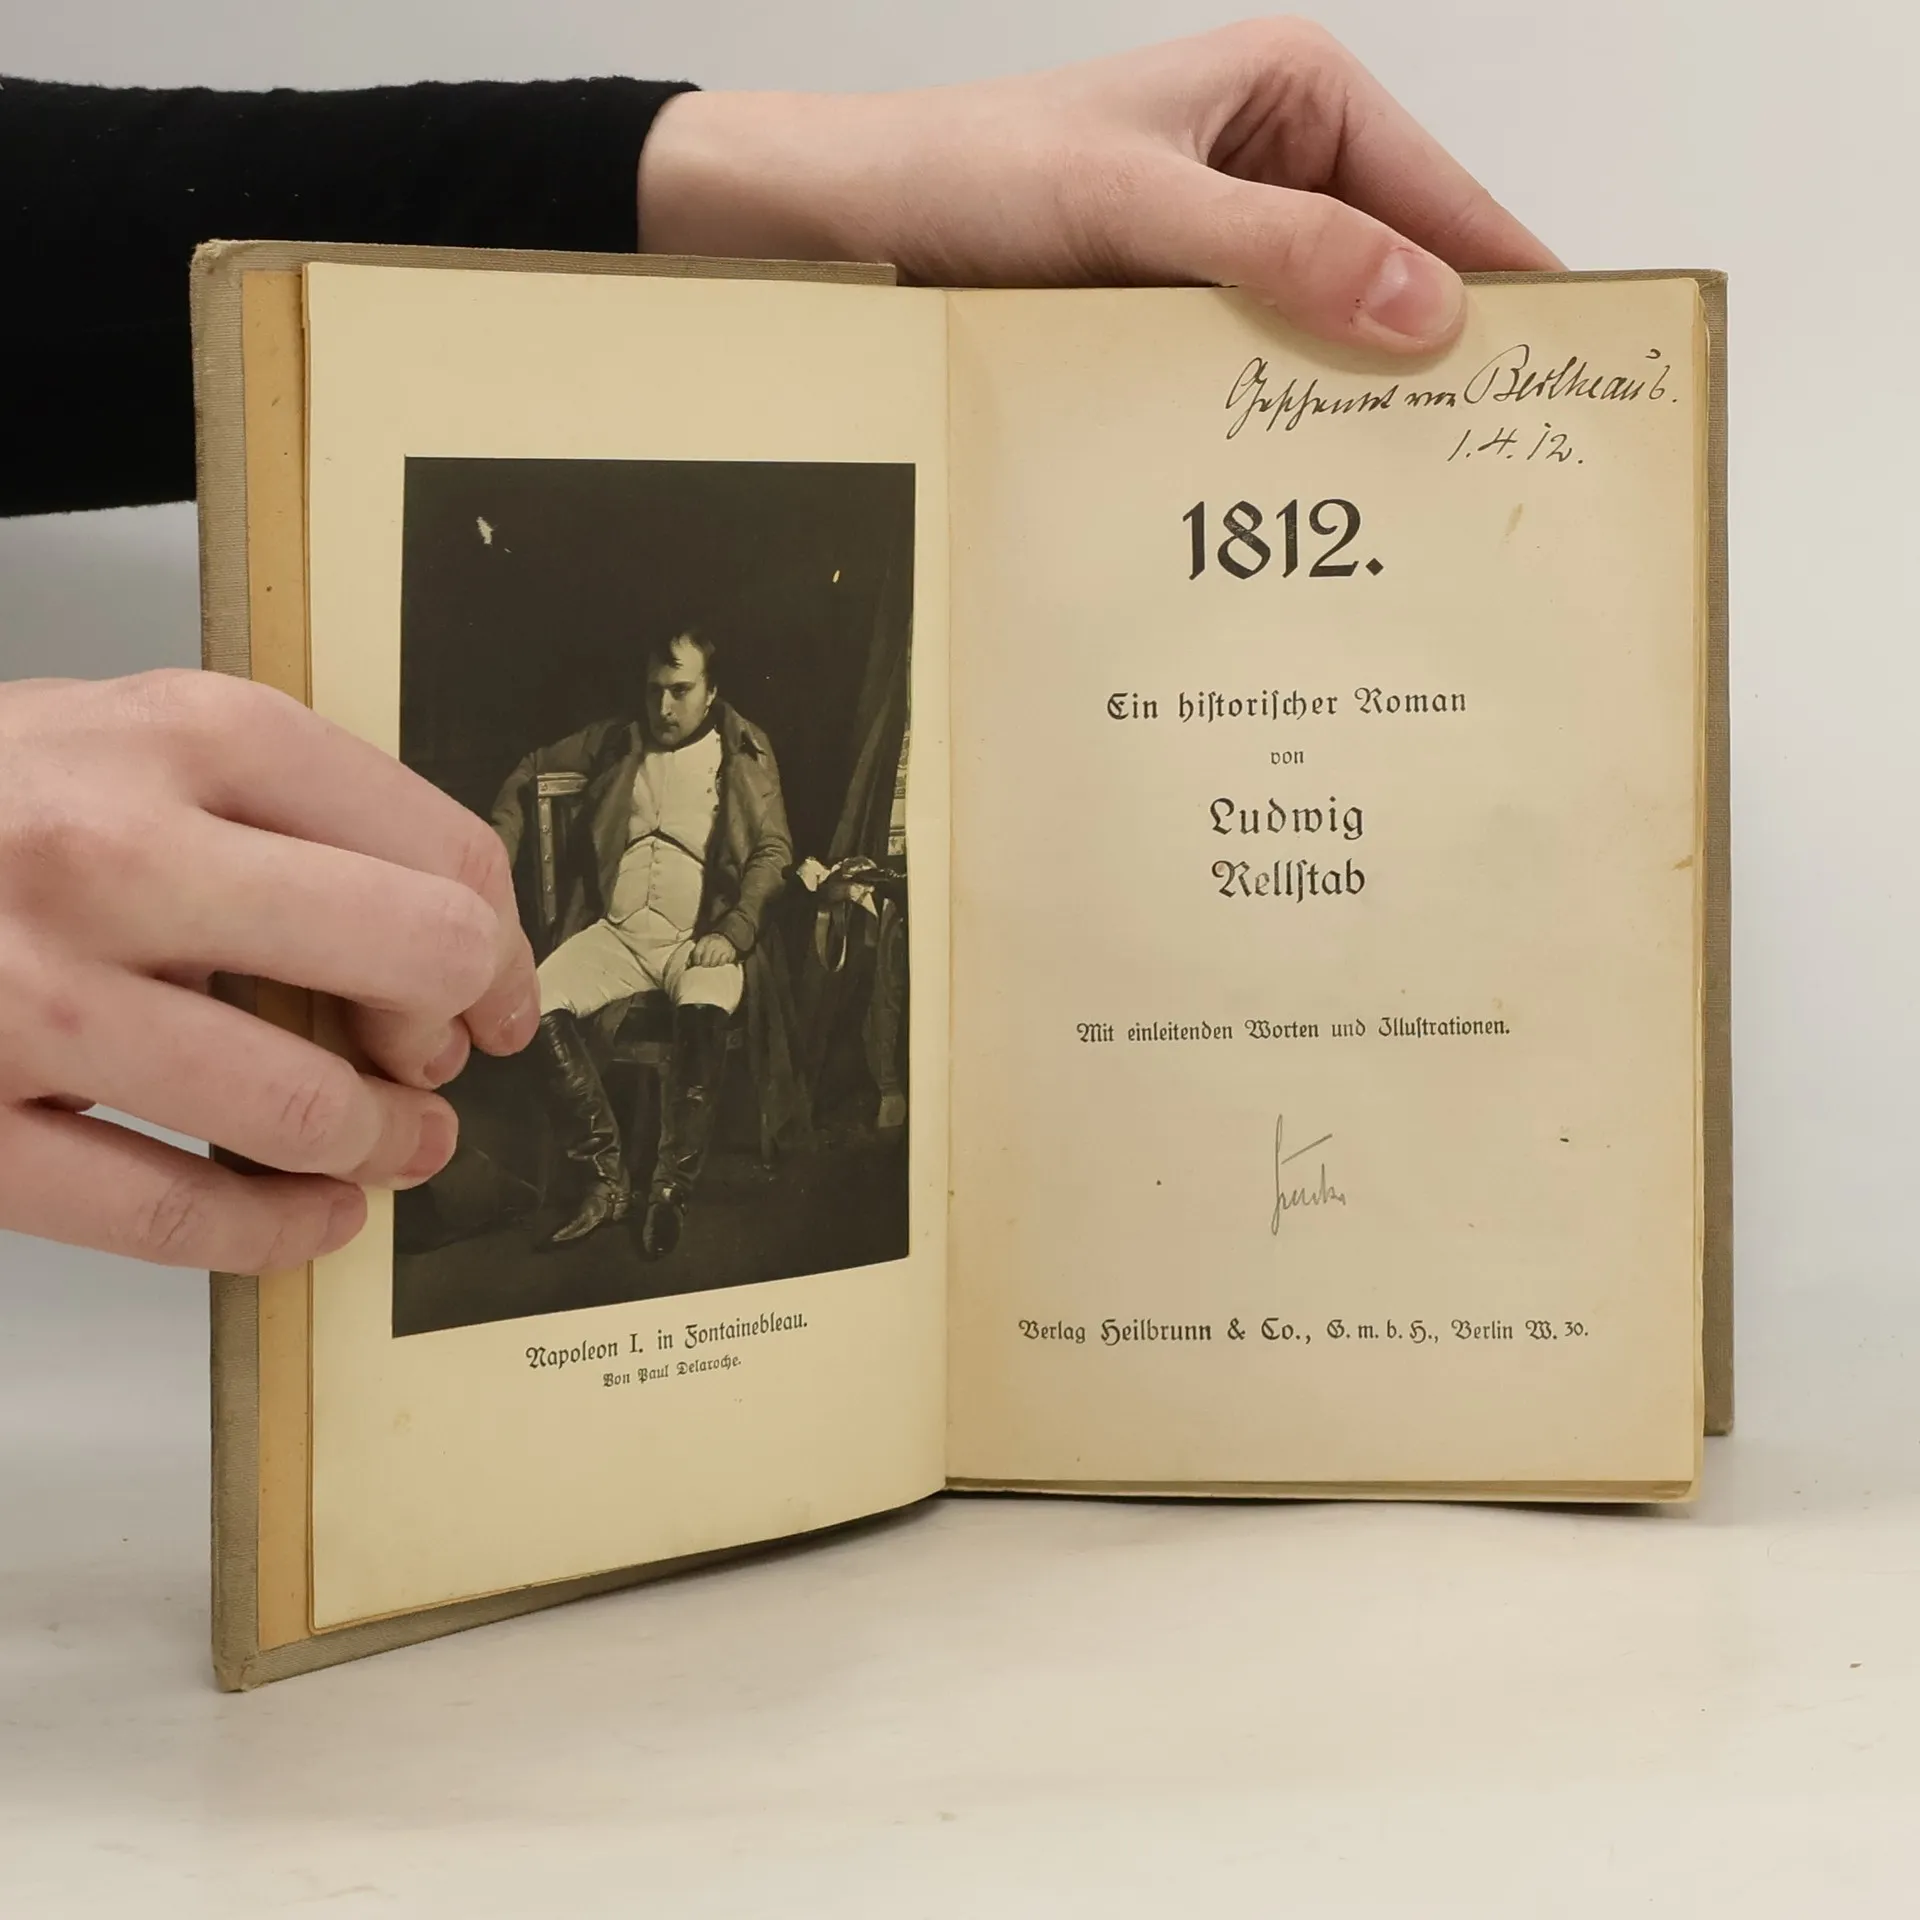 Napoleon I. in Fontainebleau.
Von Paul Delaroche.
Geschenkt von
1.4.12.
1812.
Ein hiſtoriſcher Roman
von
Ludwig
Rellſtab
Mit einleitenden Worten und Illuſtrationen.
Verlag Heilbrunn & Co., G. m. b. H., Berlin W. 30.